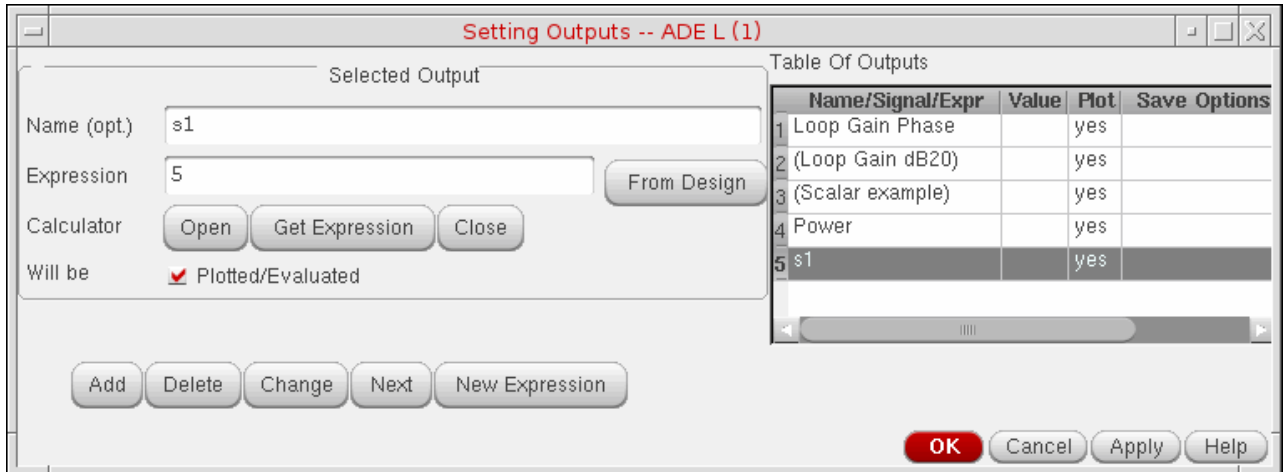 Setting Outputs -- ADE L (1)
Selected Output
Name (opt.) s1
Expression 5 From Design
Calculator Open Get Expression Close
Will be Plotted/Evaluated
Add Delete Change Next New Expression
Table Of Outputs
Name/Signal/Expr Value Plot Save Options
1 Loop Gain Phase yes
2 (Loop Gain dB20) yes
3 (Scalar example) yes
4 Power yes
5 s1 yes
OK Cancel Apply Help